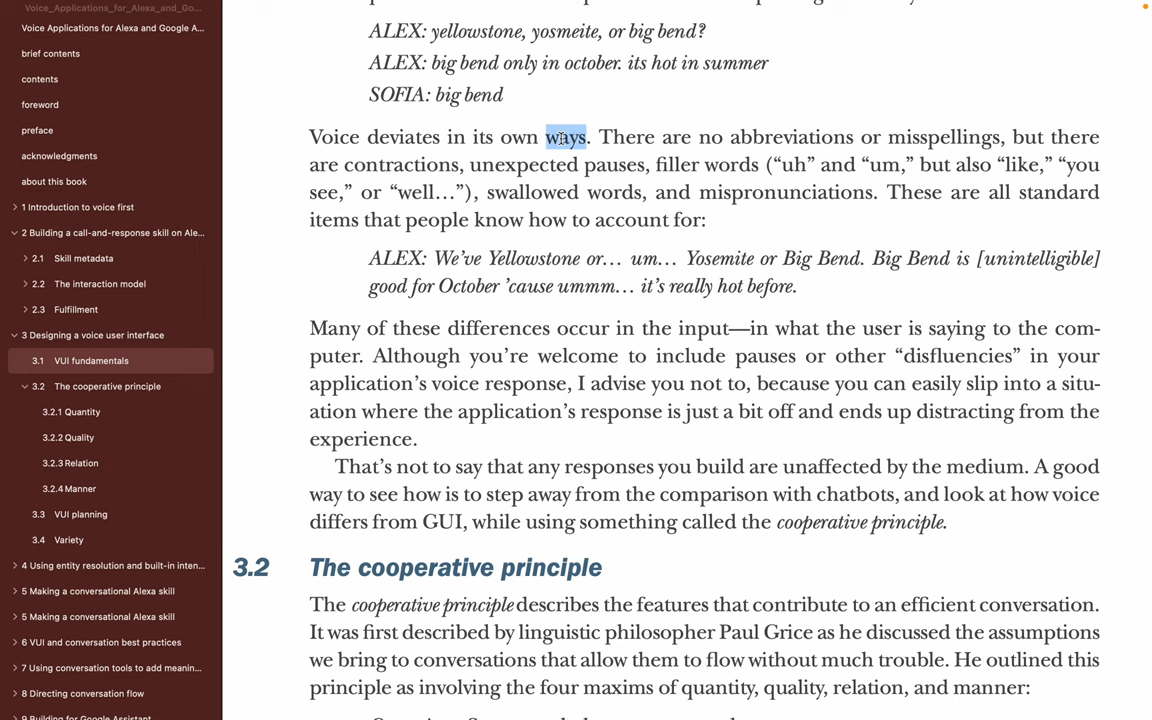 Voice_Applications_for_Alexa_and_Go...
Voice Applications for Alexa and Google A...
brief contents
contents
foreword
preface
acknowledgments
about this book
1 Introduction to voice first
2 Building a call-and-response skill on Ale...
2.1 Skill metadata
2.2 The interaction model
2.3 Fulfillment
3 Designing a voice user interface
3.1 VUI fundamentals
3.2 The cooperative principle
3.2.1 Quantity
3.2.2 Quality
3.2.3 Relation
3.2.4 Manner
3.3 VUI planning
3.4 Variety
4 Using entity resolution and built-in inten...
5 Making a conversational Alexa skill
5 Making a conversational Alexa skill
6 VUI and conversation best practices
7 Using conversation tools to add meanin...
8 Directing conversation flow
9 Building for Google Assistant
ALEX: yellowstone, yosmeite, or big bend?
ALEX: big bend only in october. its hot in summer
SOFIA: big bend
Voice deviates in its own ways. There are no abbreviations or misspellings, but there
are contractions, unexpected pauses, filler words (“uh” and “um,” but also “like,” “you
see,” or “well…”), swallowed words, and mispronunciations. These are all standard
items that people know how to account for:
ALEX: We’ve Yellowstone or… um… Yosemite or Big Bend. Big Bend is [unintelligible]
good for October ’cause ummm… it’s really hot before.
Many of these differences occur in the input—in what the user is saying to the com-
puter. Although you’re welcome to include pauses or other “disfluencies” in your
application’s voice response, I advise you not to, because you can easily slip into a situ-
ation where the application’s response is just a bit off and ends up distracting from the
experience.
That’s not to say that any responses you build are unaffected by the medium. A good
way to see how is to step away from the comparison with chatbots, and look at how voice
differs from GUI, while using something called the cooperative principle.
3.2 The cooperative principle
The cooperative principle describes the features that contribute to an efficient conversation.
It was first described by linguistic philosopher Paul Grice as he discussed the assumptions
we bring to conversations that allow them to flow without much trouble. He outlined this
principle as involving the four maxims of quantity, quality, relation, and manner: